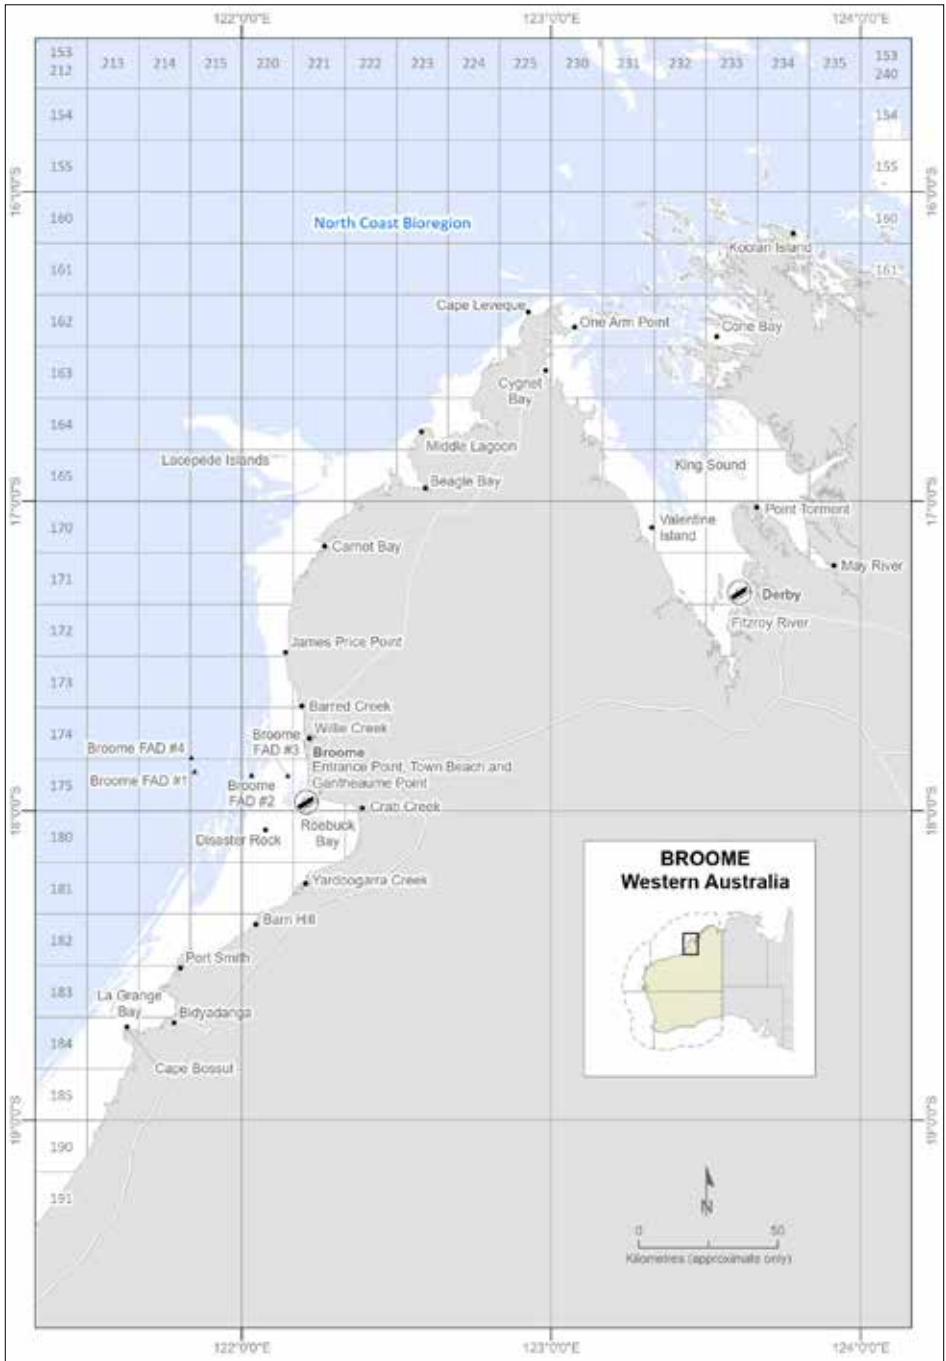 122°0'0"E 123°0'0"E 124°0'0"E
153 153
212 213 214 215 220 221 222 223 224 225 230 231 232 233 234 235 240
154 154
155 155
16°0'0"S 16°0'0"S
160 North Coast Bioregion 160
Koolan Island
161 161
Cape Leveque
162 One Arm Point Cone Bay
163 Cygnet
Bay
164 Middle Lagoon
Lacepede Islands King Sound
165 Beagle Bay
17°0'0"S 17°0'0"S
Point Torment
170 Valentine
Island
Carnot Bay
May River
171
Derby
172 Fitzroy River
James Price Point
173
Barred Creek
174 Willie Creek
Broome
FAD #3
Broome FAD #4
Broome
Entrance Point, Town Beach and
Gantheaume Point
Broome FAD #1
175 Broome
FAD #2
Crab Creek
18°0'0"S 18°0'0"S
180 Disaster Rock
Roebuck
Bay
181 Yardoogarra Creek
Barn Hill
182
Port Smith
183 La Grange
Bay
Bidyadanga
184
Cape Bossut
185
19°0'0"S 19°0'0"S
190
191
BROOME
Western Australia
N
0 50
Kilometres (approximate only)
122°0'0"E 123°0'0"E 124°0'0"E